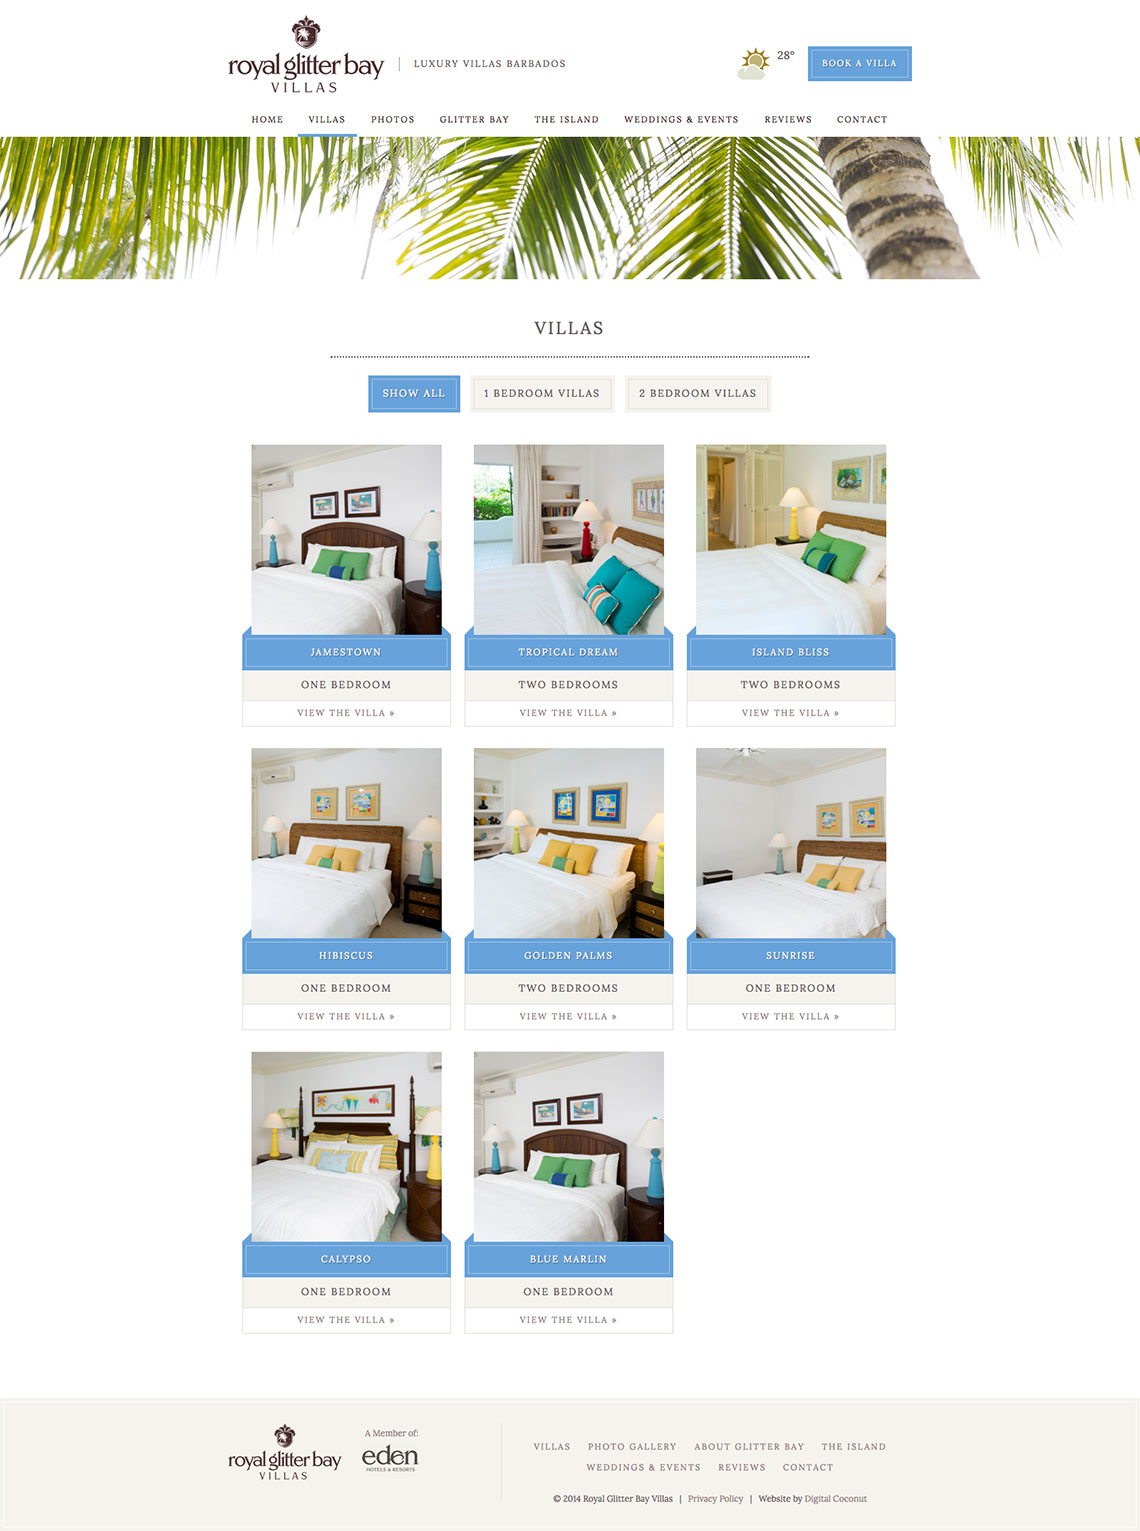 royal glitter bay
VILLAS
LUXURY VILLAS BARBADOS
28°
BOOK A VILLA
HOME VILLAS PHOTOS GLITTER BAY THE ISLAND WEDDINGS & EVENTS REVIEWS CONTACT
VILLAS
SHOW ALL 1 BEDROOM VILLAS 2 BEDROOM VILLAS
JAMESTOWN
ONE BEDROOM
VIEW THE VILLA »
TROPICAL DREAM
TWO BEDROOMS
VIEW THE VILLA »
ISLAND BLISS
TWO BEDROOMS
VIEW THE VILLA »
HIBISCUS
ONE BEDROOM
VIEW THE VILLA »
GOLDEN PALMS
TWO BEDROOMS
VIEW THE VILLA »
SUNRISE
ONE BEDROOM
VIEW THE VILLA »
CALYPSO
ONE BEDROOM
VIEW THE VILLA »
BLUE MARLIN
ONE BEDROOM
VIEW THE VILLA »
royal glitter bay
VILLAS
A Member of:
eden
HOTELS & RESORTS
VILLAS PHOTO GALLERY ABOUT GLITTER BAY THE ISLAND
WEDDINGS & EVENTS REVIEWS CONTACT
© 2014 Royal Glitter Bay Villas | Privacy Policy | Website by Digital Coconut